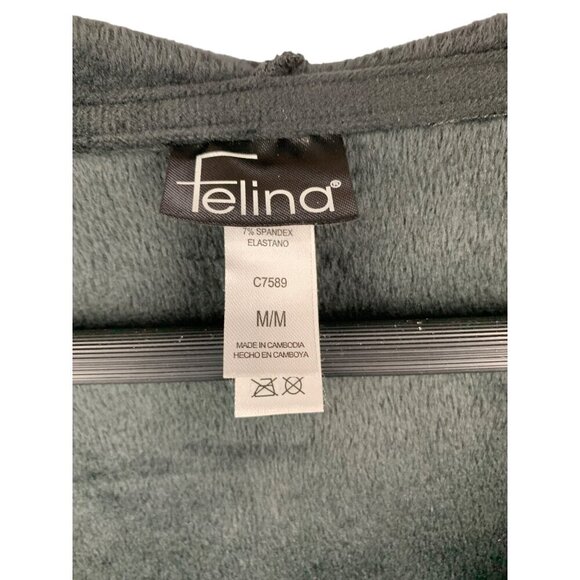 Felina®
7% SPANDEX
ELASTANO
C7589
M/M
MADE IN CAMBODIA
HECHO EN CAMBOYA